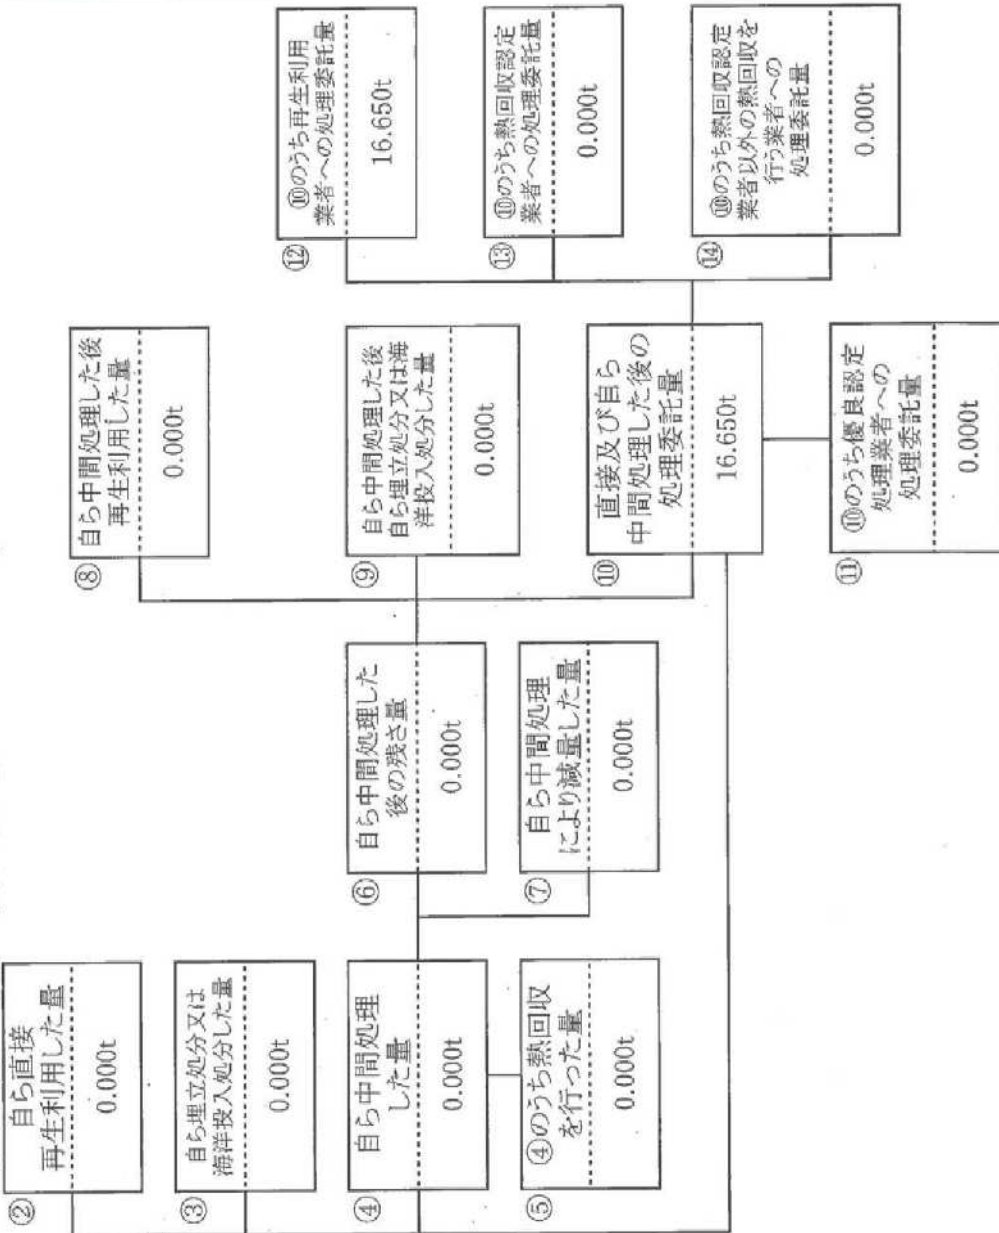 ②
自ら直接
再生利用した量
0.000t
③
自ら埋立処分又は
海洋投入処分した量
0.000t
④
自ら中間処理
した量
0.000t
⑤
④のうち熱回収
を行った量
0.000t
⑥
自ら中間処理した
後の残さ量
0.000t
⑦
自ら中間処理
により減量した量
0.000t
⑧
自ら中間処理した後
再生利用した量
0.000t
⑨
自ら中間処理した後
自ら埋立処分又は海
洋投入処分した量
0.000t
⑩
直接及び自ら
中間処理した後の
処理委託量
16.650t
⑪
⑩のうち優良認定
処理業者への
処理委託量
0.000t
⑫
⑩のうち再生利用
業者への処理委託量
16.650t
⑬
⑩のうち熱回収認定
業者への処理委託量
0.000t
⑭
⑩のうち熱回収認定
業者以外の熱回収を
行う業者への
処理委託量
0.000t